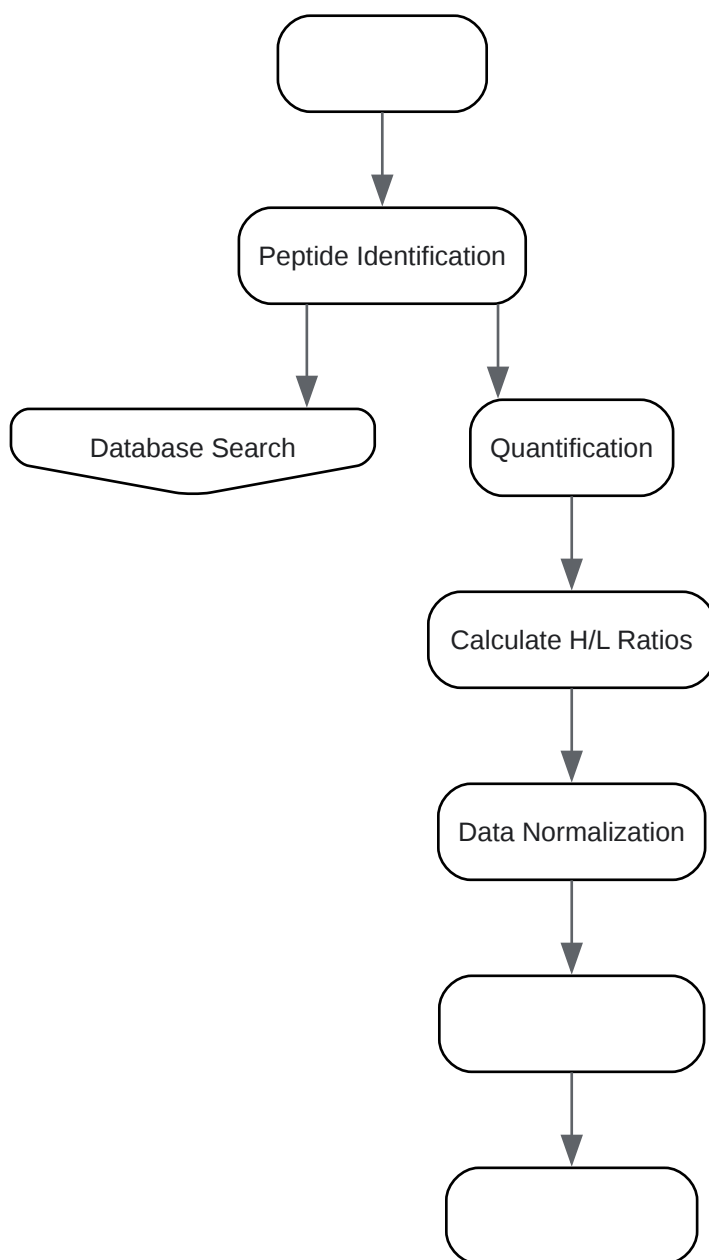 Peptide Identification
Database Search
Quantification
Calculate H/L Ratios
Data Normalization